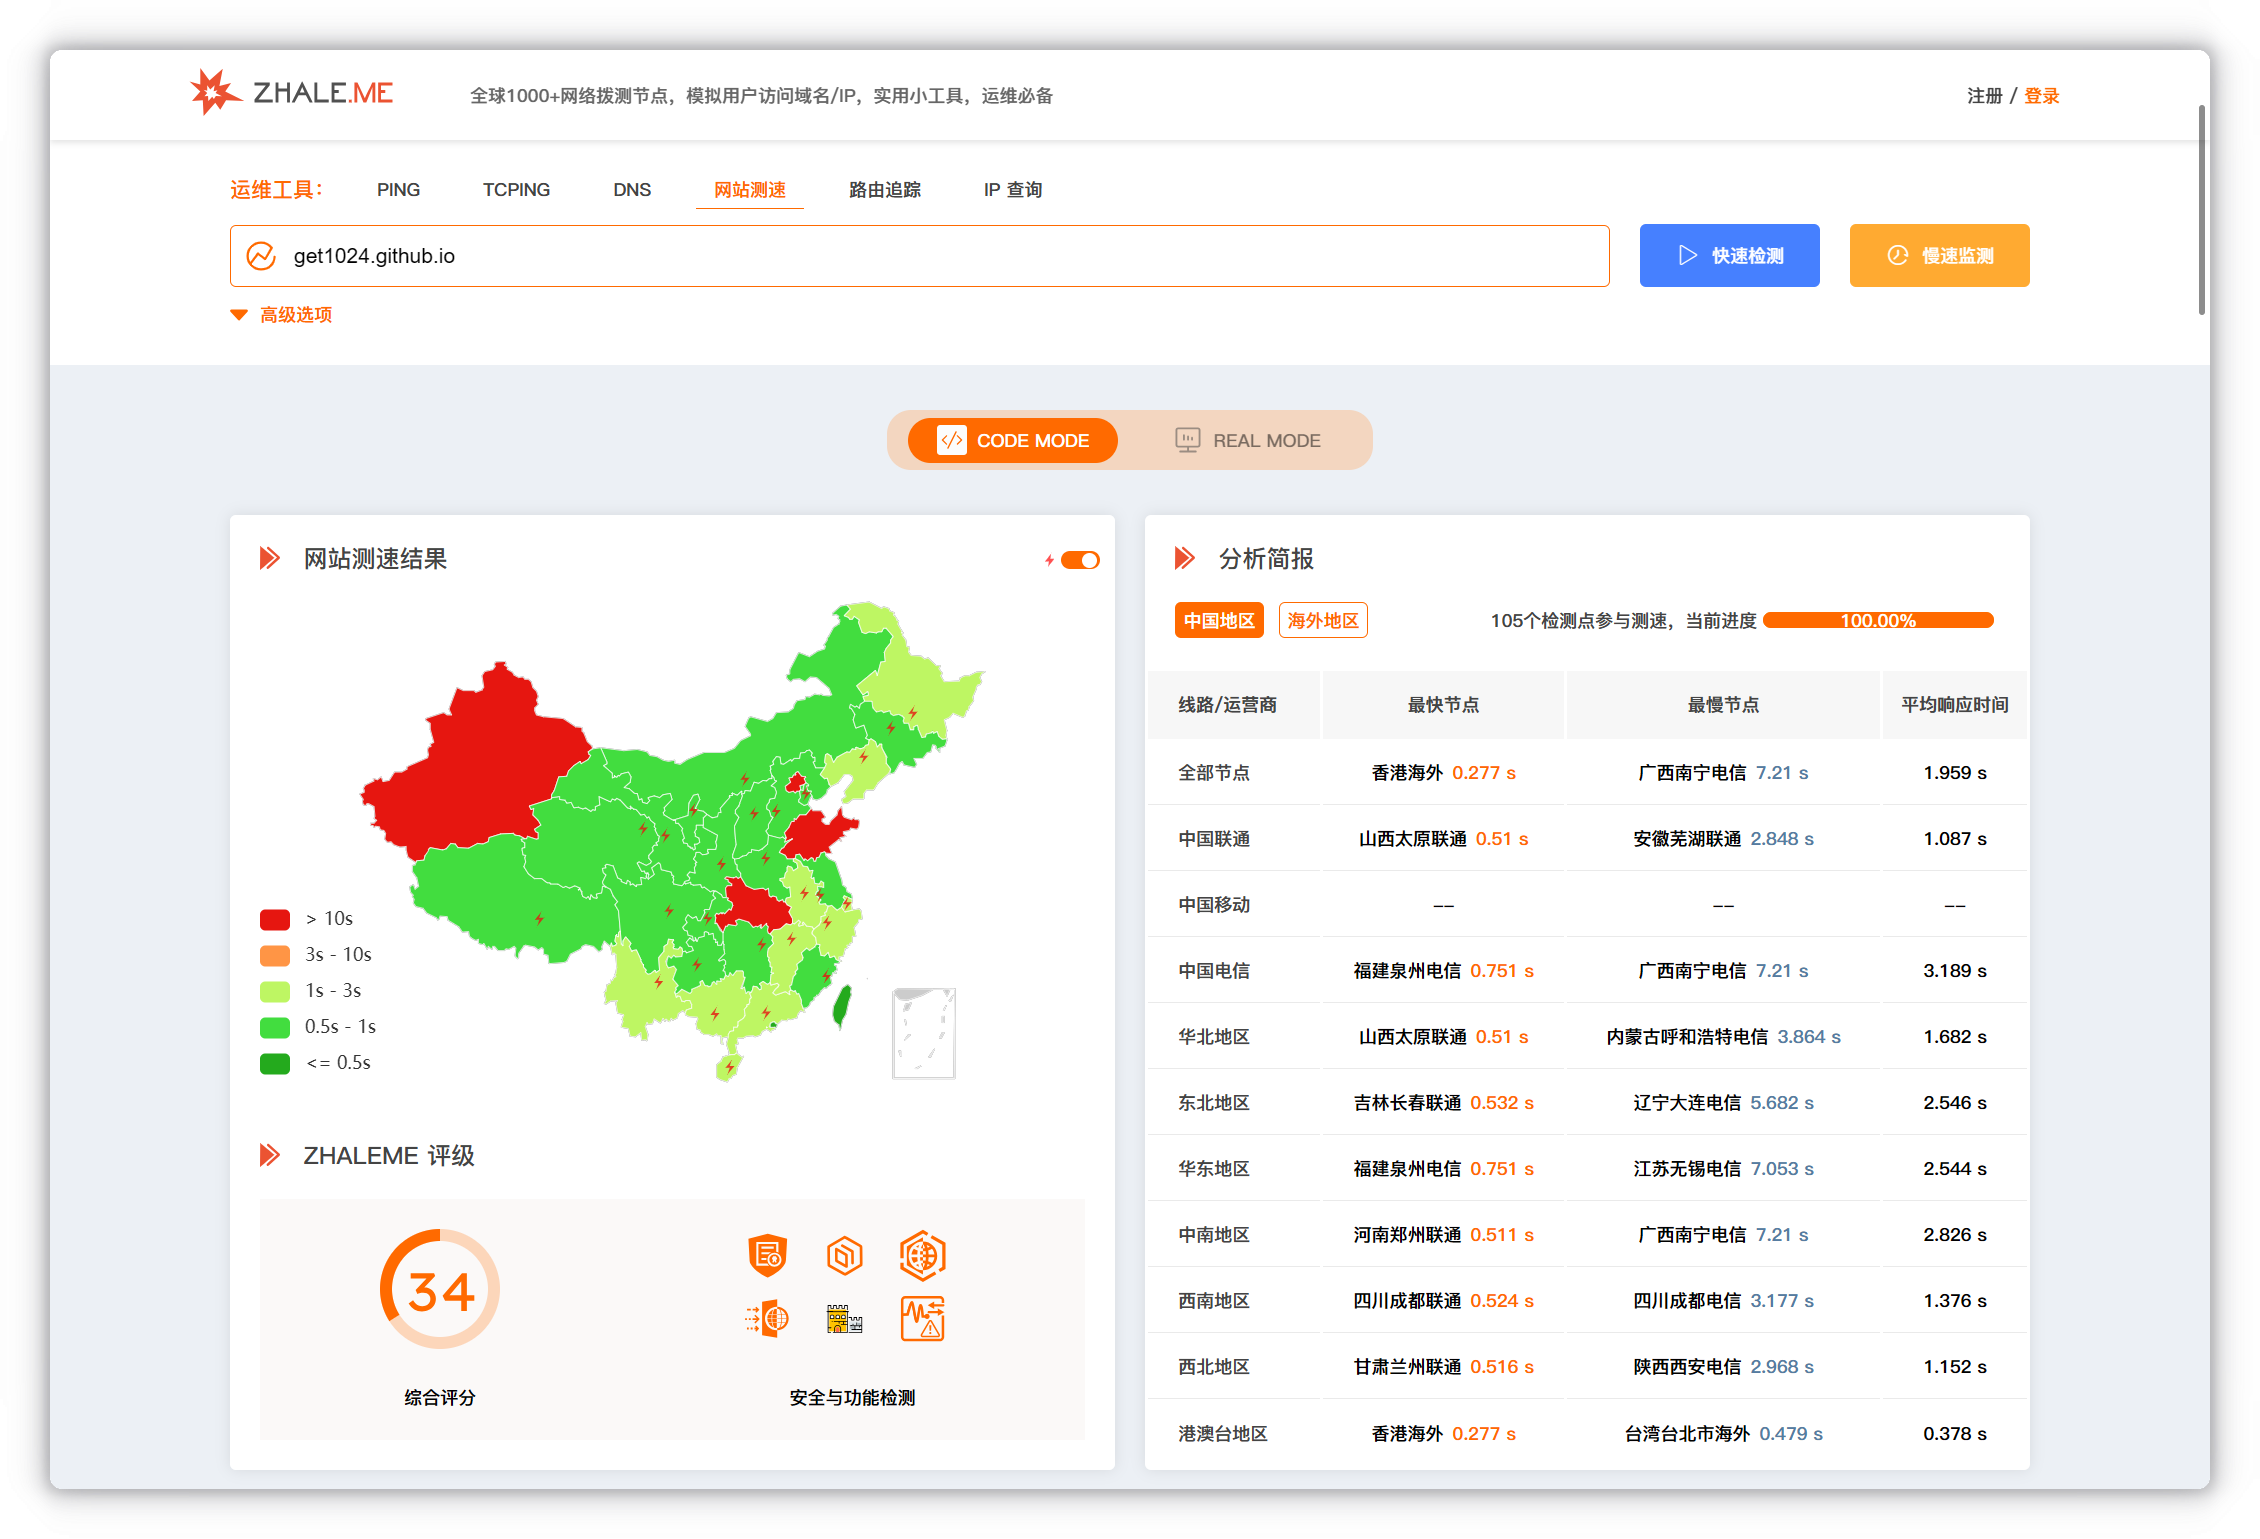 ZHALE.ME
全球1000+网络拨测节点，模拟用户访问域名/IP，实用小工具，运维必备
注册 / 登录
运维工具： PING TCPING DNS 网站测速 路由追踪 IP 查询
get1024.github.io
快速检测
慢速监测
高级选项
CODE MODE
REAL MODE
网站测速结果
> 10s
3s - 10s
1s - 3s
0.5s - 1s
<= 0.5s
ZHALEME 评级
34
综合评分
安全与功能检测
分析简报
中国地区 海外地区 105个检测点参与测速，当前进度 100.00%
线路/运营商 最快节点 最慢节点 平均响应时间
全部节点 香港海外 0.277 s 广西南宁电信 7.21 s 1.959 s
中国联通 山西太原联通 0.51 s 安徽芜湖联通 2.848 s 1.087 s
中国移动 -- -- --
中国电信 福建泉州电信 0.751 s 广西南宁电信 7.21 s 3.189 s
华北地区 山西太原联通 0.51 s 内蒙古呼和浩特电信 3.864 s 1.682 s
东北地区 吉林长春联通 0.532 s 辽宁大连电信 5.682 s 2.546 s
华东地区 福建泉州电信 0.751 s 江苏无锡电信 7.053 s 2.544 s
中南地区 河南郑州联通 0.511 s 广西南宁电信 7.21 s 2.826 s
西南地区 四川成都联通 0.524 s 四川成都电信 3.177 s 1.376 s
西北地区 甘肃兰州联通 0.516 s 陕西西安电信 2.968 s 1.152 s
港澳台地区 香港海外 0.277 s 台湾台北市海外 0.479 s 0.378 s